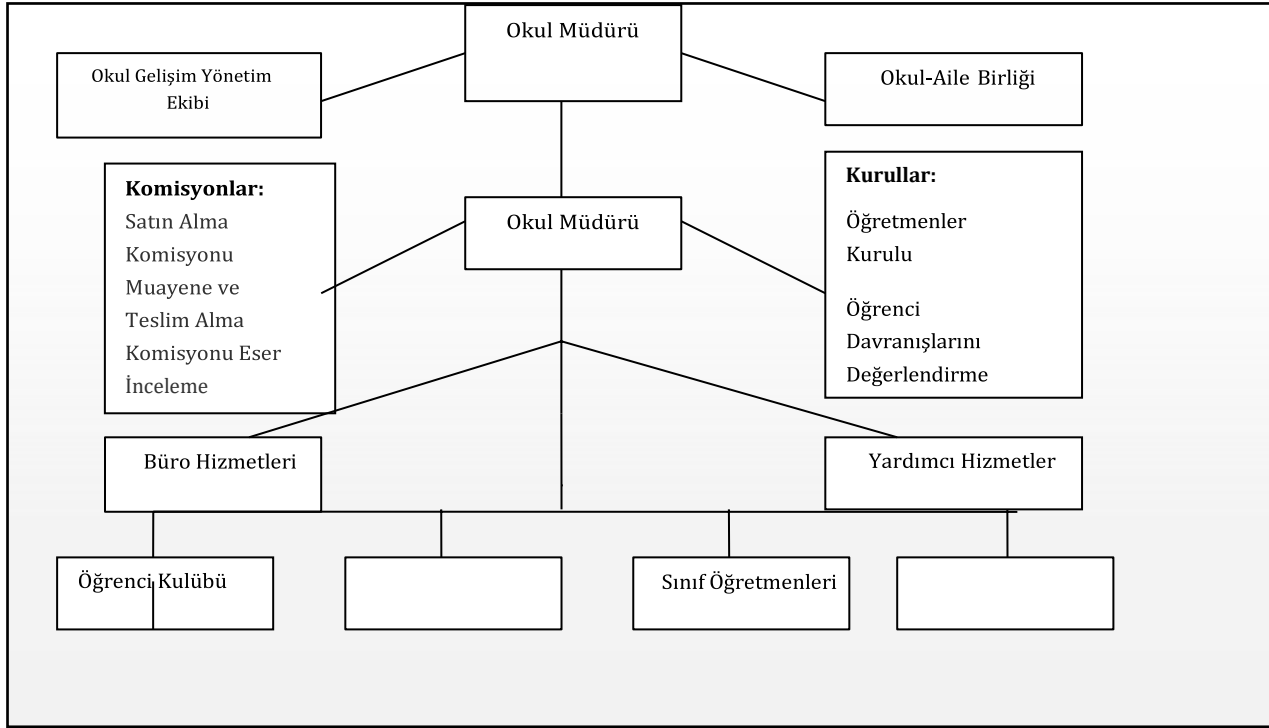 Okul Müdürü
Okul Gelişim Yönetim
Ekibi
Okul-Aile Birliği
Komisyonlar:
Satın Alma
Komisyonu
Muayene ve
Teslim Alma
Komisyonu Eser
İnceleme
Okul Müdürü
Kurullar:
Öğretmenler
Kurulu
Öğrenci
Davranışlarını
Değerlendirme
Büro Hizmetleri
Yardımcı Hizmetler
Öğrenci Kulübü
Sınıf Öğretmenleri